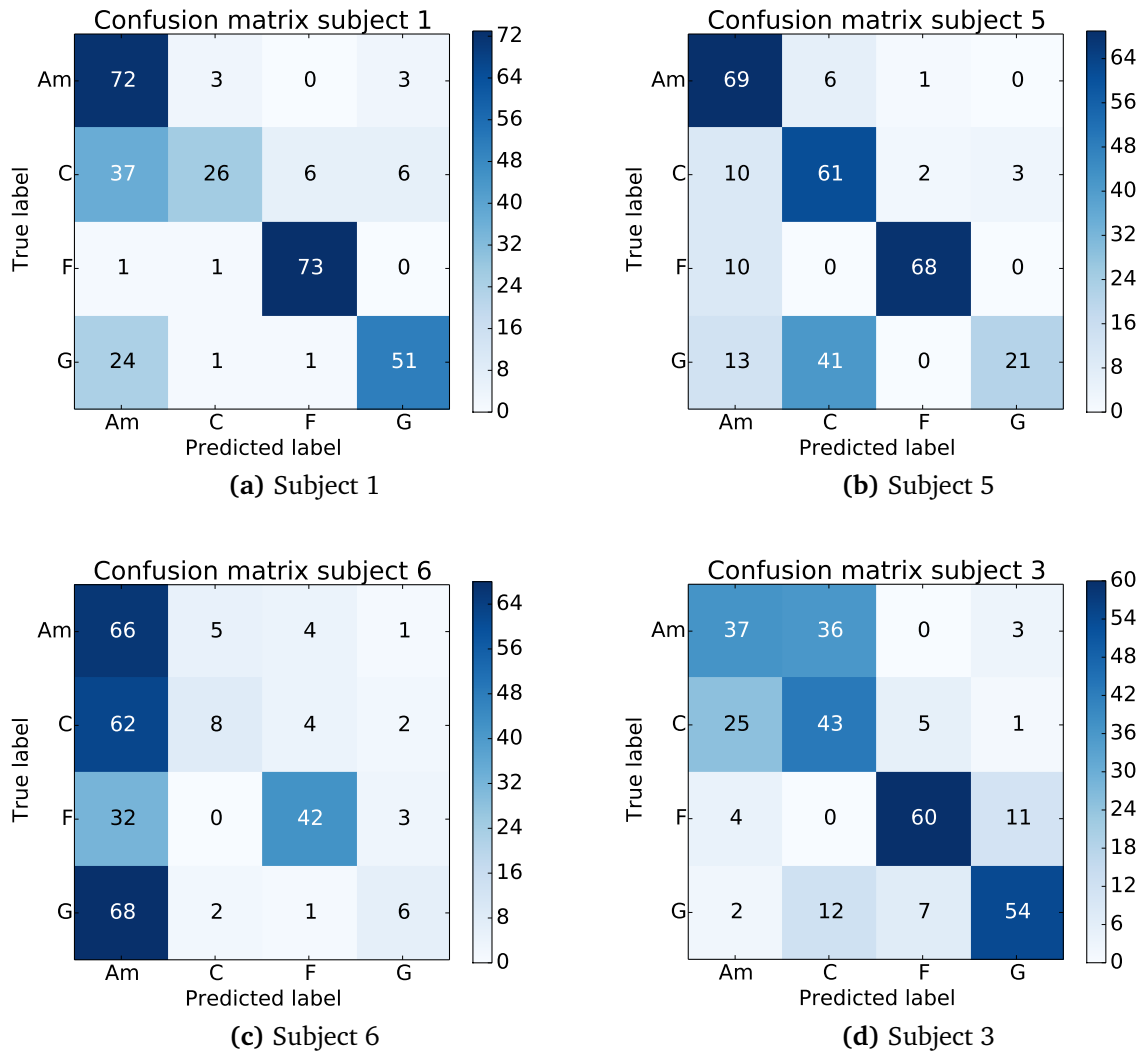 Confusion matrix subject 1
True label
Am 72 3 0 3
C 37 26 6 6
F 1 1 73 0
G 24 1 1 51
Am C F G
Predicted label
72
64
56
48
40
32
24
16
8
0
(a) Subject 1
Confusion matrix subject 5
True label
Am 69 6 1 0
C 10 61 2 3
F 10 0 68 0
G 13 41 0 21
Am C F G
Predicted label
64
56
48
40
32
24
16
8
0
(b) Subject 5
Confusion matrix subject 6
True label
Am 66 5 4 1
C 62 8 4 2
F 32 0 42 3
G 68 2 1 6
Am C F G
Predicted label
64
56
48
40
32
24
16
8
0
(c) Subject 6
Confusion matrix subject 3
True label
Am 37 36 0 3
C 25 43 5 1
F 4 0 60 11
G 2 12 7 54
Am C F G
Predicted label
60
54
48
42
36
30
24
18
12
6
0
(d) Subject 3